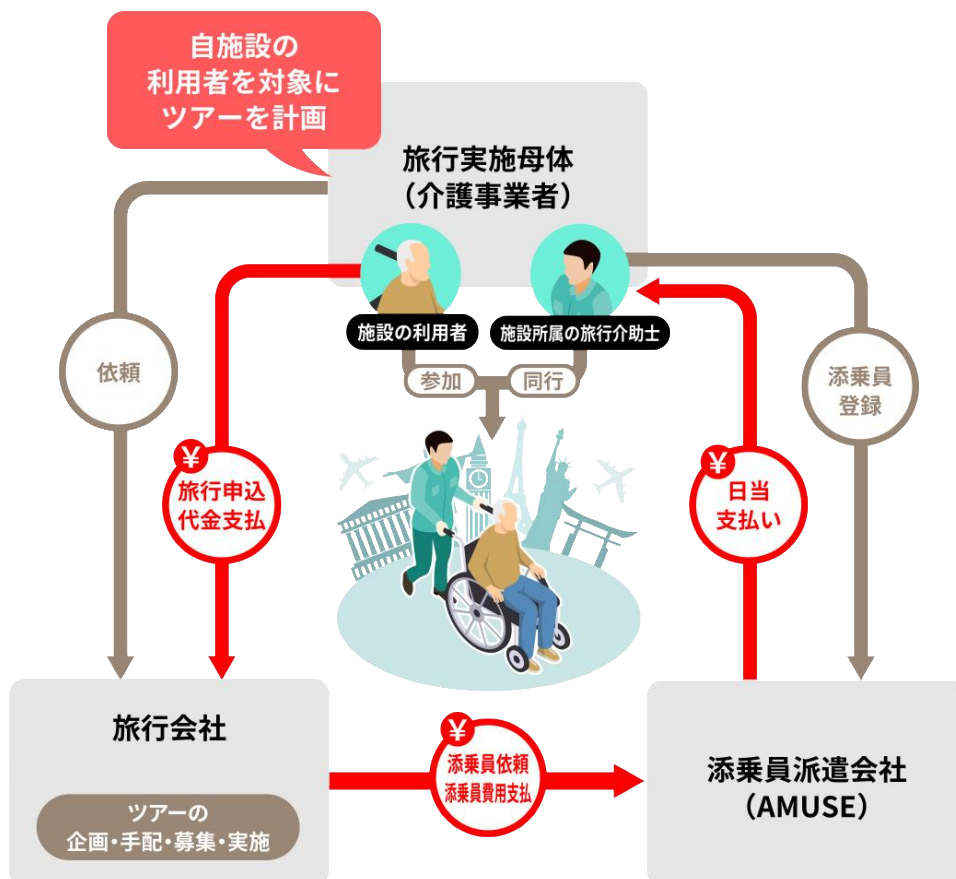 自施設の
利用者を対象に
ツアーを計画
旅行実施母体
（介護事業者）
施設の利用者
施設所属の旅行介助士
参加
同行
依頼
添乗員
登録
¥
旅行申込
代金支払
¥
日当
支払い
旅行会社
ツアーの
企画・手配・募集・実施
¥
添乗員依頼
添乗員費用支払
添乗員派遣会社
（AMUSE）